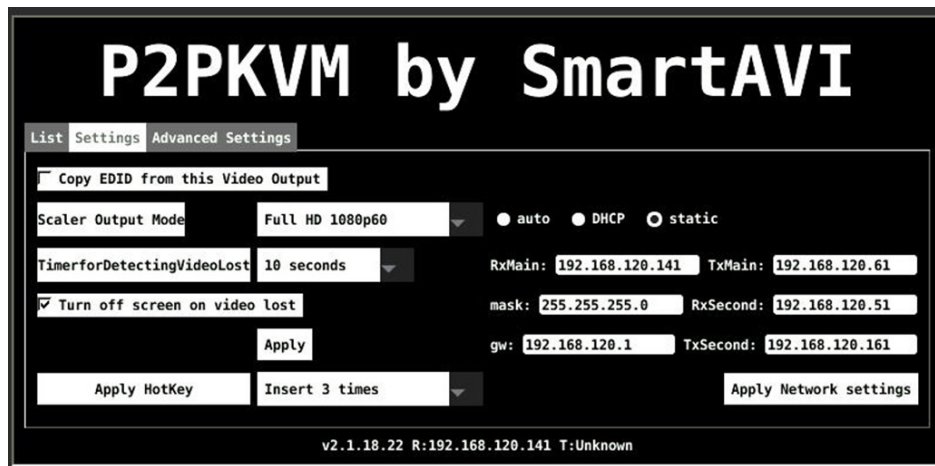 P2PKVM by SmartAVI
List Settings Advanced Settings
Copy EDID from this Video Output
Scaler Output Mode Full HD 1080p60 auto DHCP static
TimerforDetectingVideoLost 10 seconds RxMain: 192.168.120.141 TxMain: 192.168.120.61
Turn off screen on video lost mask: 255.255.255.0 RxSecond: 192.168.120.51
Apply gw: 192.168.120.1 TxSecond: 192.168.120.161
Apply HotKey Insert 3 times Apply Network settings
v2.1.18.22 R:192.168.120.141 T:Unknown